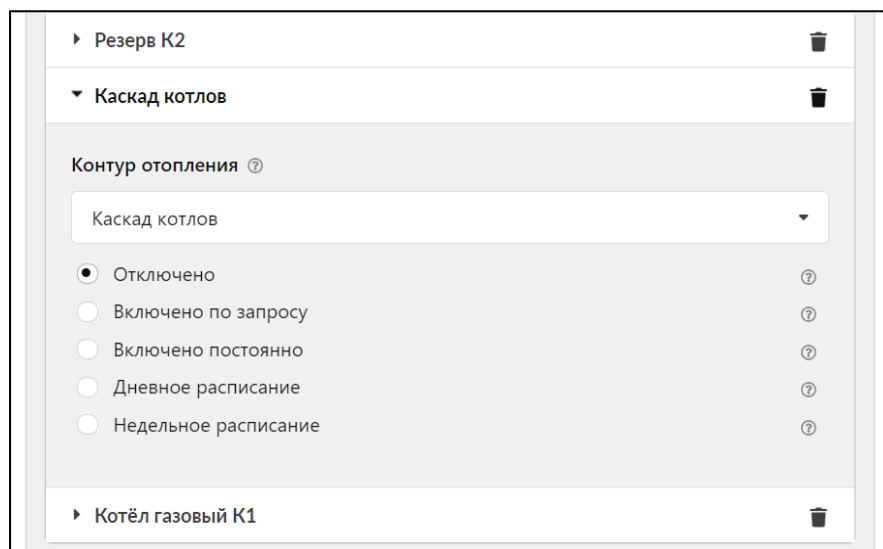 Резерв К2
Каскад котлов
Контур отопления
Каскад котлов
Отключено
Включено по запросу
Включено постоянно
Дневное расписание
Недельное расписание
Котёл газовый К1